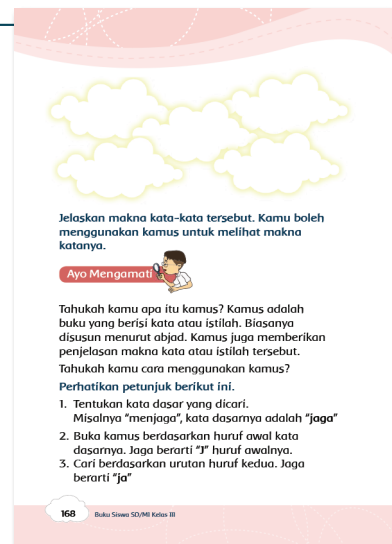 Jelaskan makna kata-kata tersebut. Kamu boleh
menggunakan kamus untuk melihat makna
katanya.
Ayo Mengamati
Tahukah kamu apa itu kamus? Kamus adalah
buku yang berisi kata atau istilah. Biasanya
disusun menurut abjad. Kamus juga memberikan
penjelasan makna kata atau istilah tersebut.
Tahukah kamu cara menggunakan kamus?
Perhatikan petunjuk berikut ini.
1. Tentukan kata dasar yang dicari.
Misalnya "menjaga", kata dasarnya adalah "jaga"
2. Buka kamus berdasarkan huruf awal kata
dasarnya. Jaga berarti "J" huruf awalnya.
3. Cari berdasarkan urutan huruf kedua. Jaga
berarti "ja"
168 Buku Siswa SD/MI Kelas III